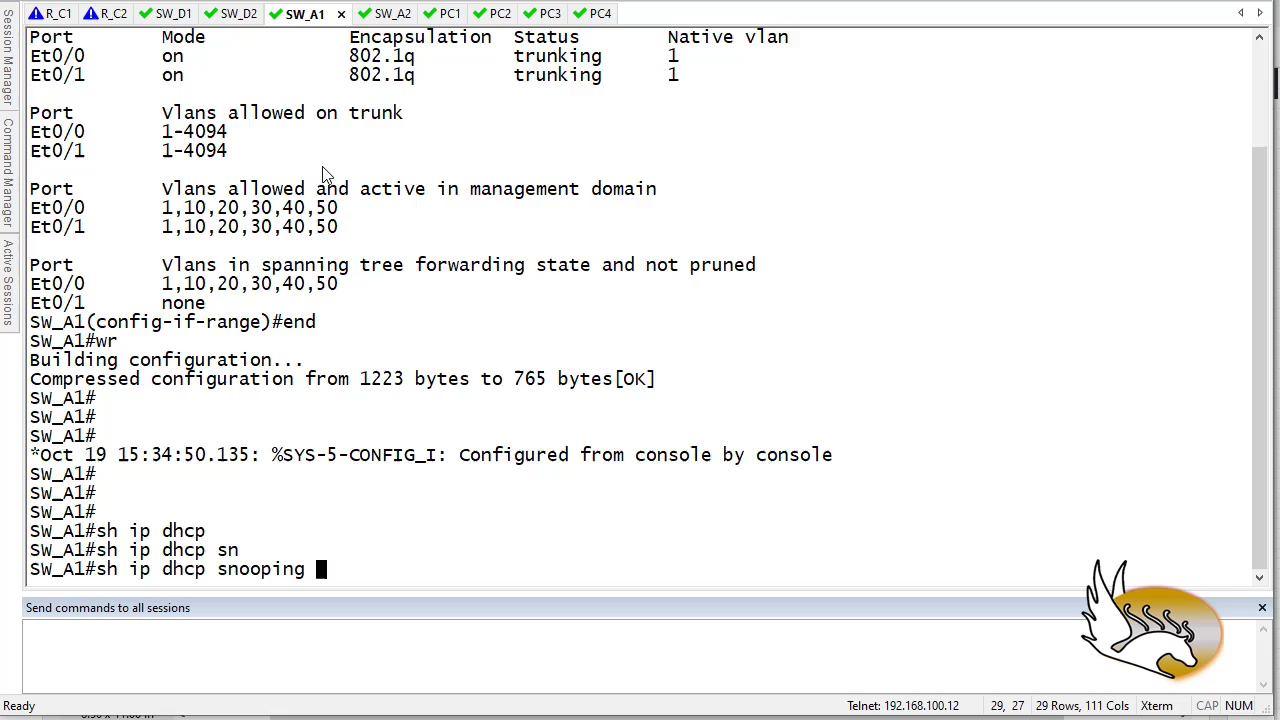 R_C1 R_C2 SW_D1 SW_D2 SW_A1 × SW_A2 PC1 PC2 PC3 PC4
Session Manager
Command Manager
Active Sessions
Port Mode Encapsulation Status Native vlan
Et0/0 on 802.1q trunking 1
Et0/1 on 802.1q trunking 1
Port Vlans allowed on trunk
Et0/0 1-4094
Et0/1 1-4094
Port Vlans allowed and active in management domain
Et0/0 1,10,20,30,40,50
Et0/1 1,10,20,30,40,50
Port Vlans in spanning tree forwarding state and not pruned
Et0/0 1,10,20,30,40,50
Et0/1 none
SW_A1(config-if-range)#end
SW_A1#wr
Building configuration...
Compressed configuration from 1223 bytes to 765 bytes[OK]
SW_A1#
SW_A1#
SW_A1#
*Oct 19 15:34:50.135: %SYS-5-CONFIG_I: Configured from console by console
SW_A1#
SW_A1#
SW_A1#
SW_A1#sh ip dhcp
SW_A1#sh ip dhcp sn
SW_A1#sh ip dhcp snooping
Send commands to all sessions ×
Ready Telnet: 192.168.100.12 29, 27 29 Rows, 111 Cols Xterm CAP NUM